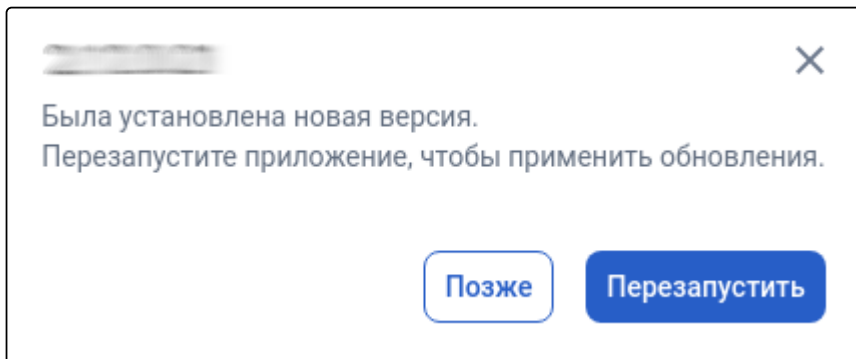 Была установлена новая версия.
Перезапустите приложение, чтобы применить обновления.
Позже
Перезапустить